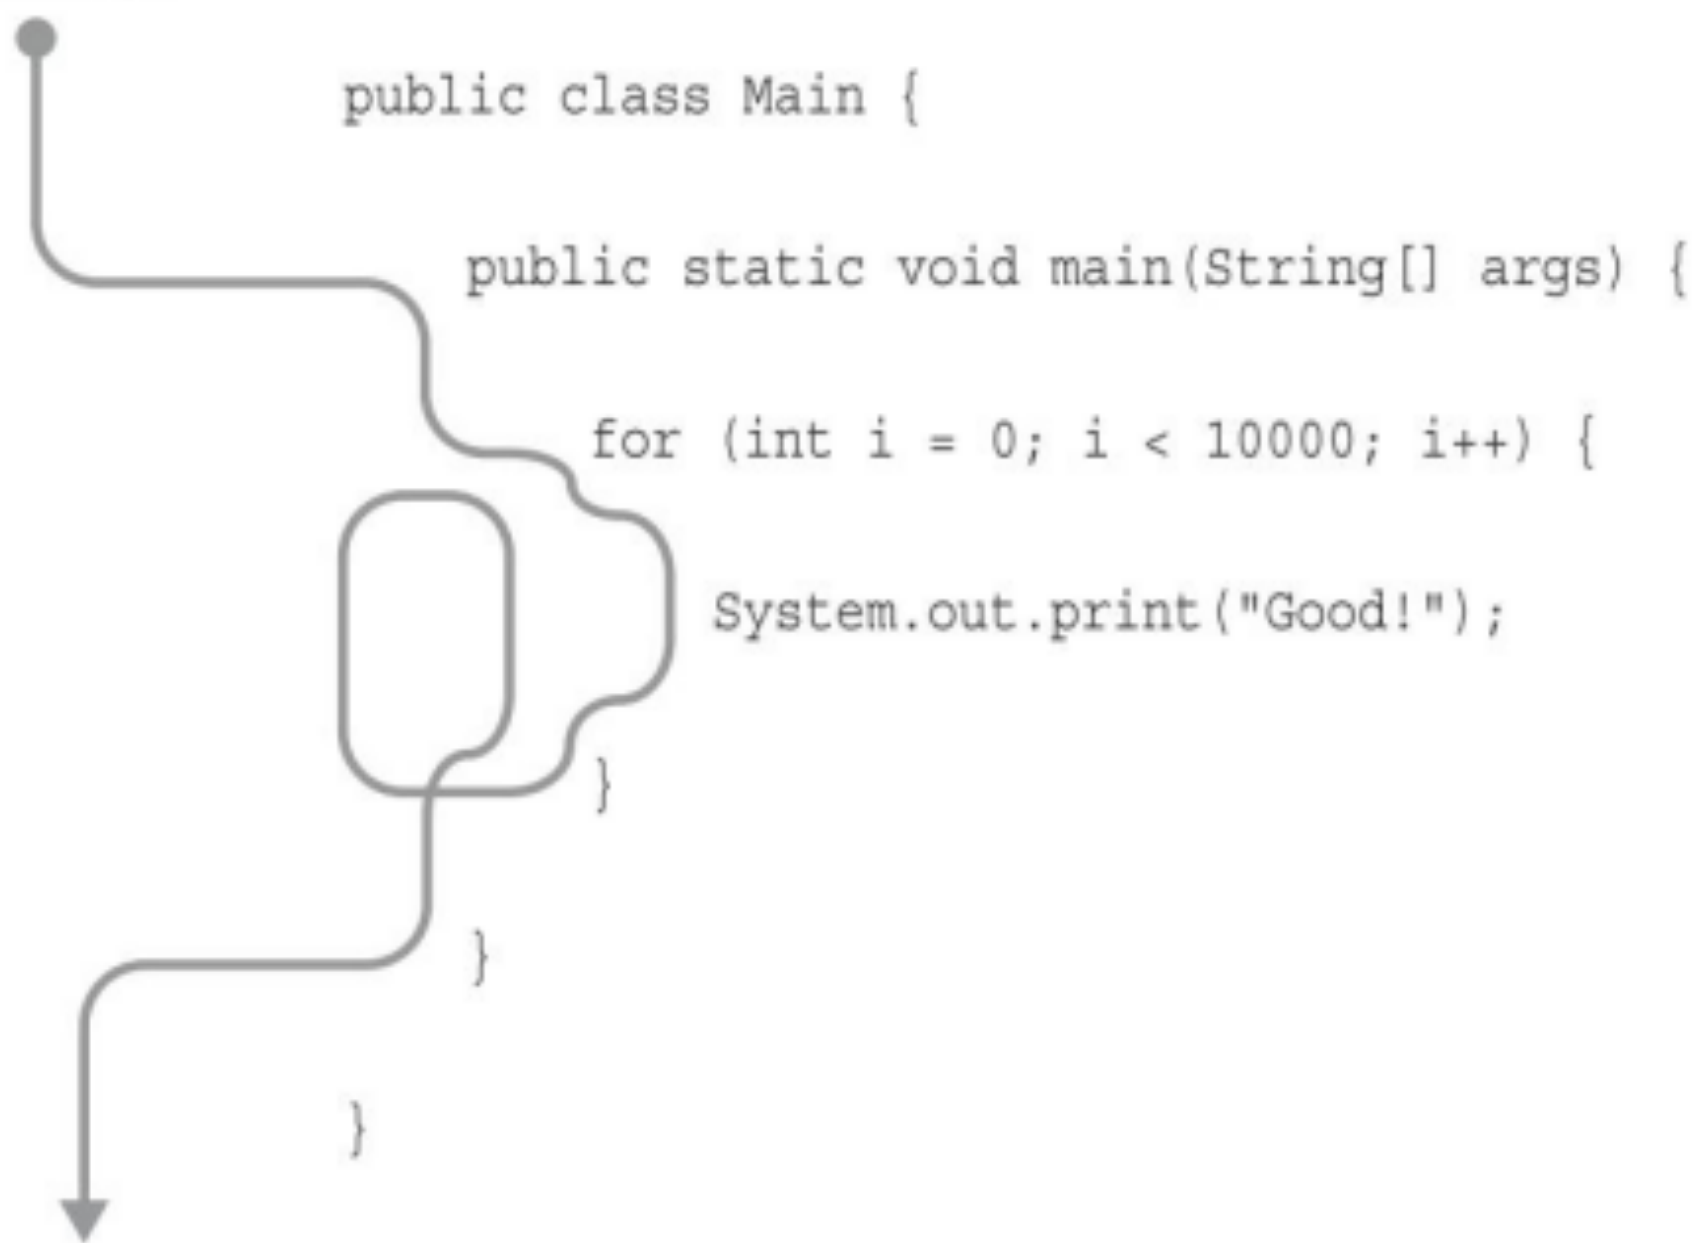 public class Main {
public static void main(String[] args) {
for (int i = 0; i < 10000; i++) {
System.out.print("Good!");
}
}
}